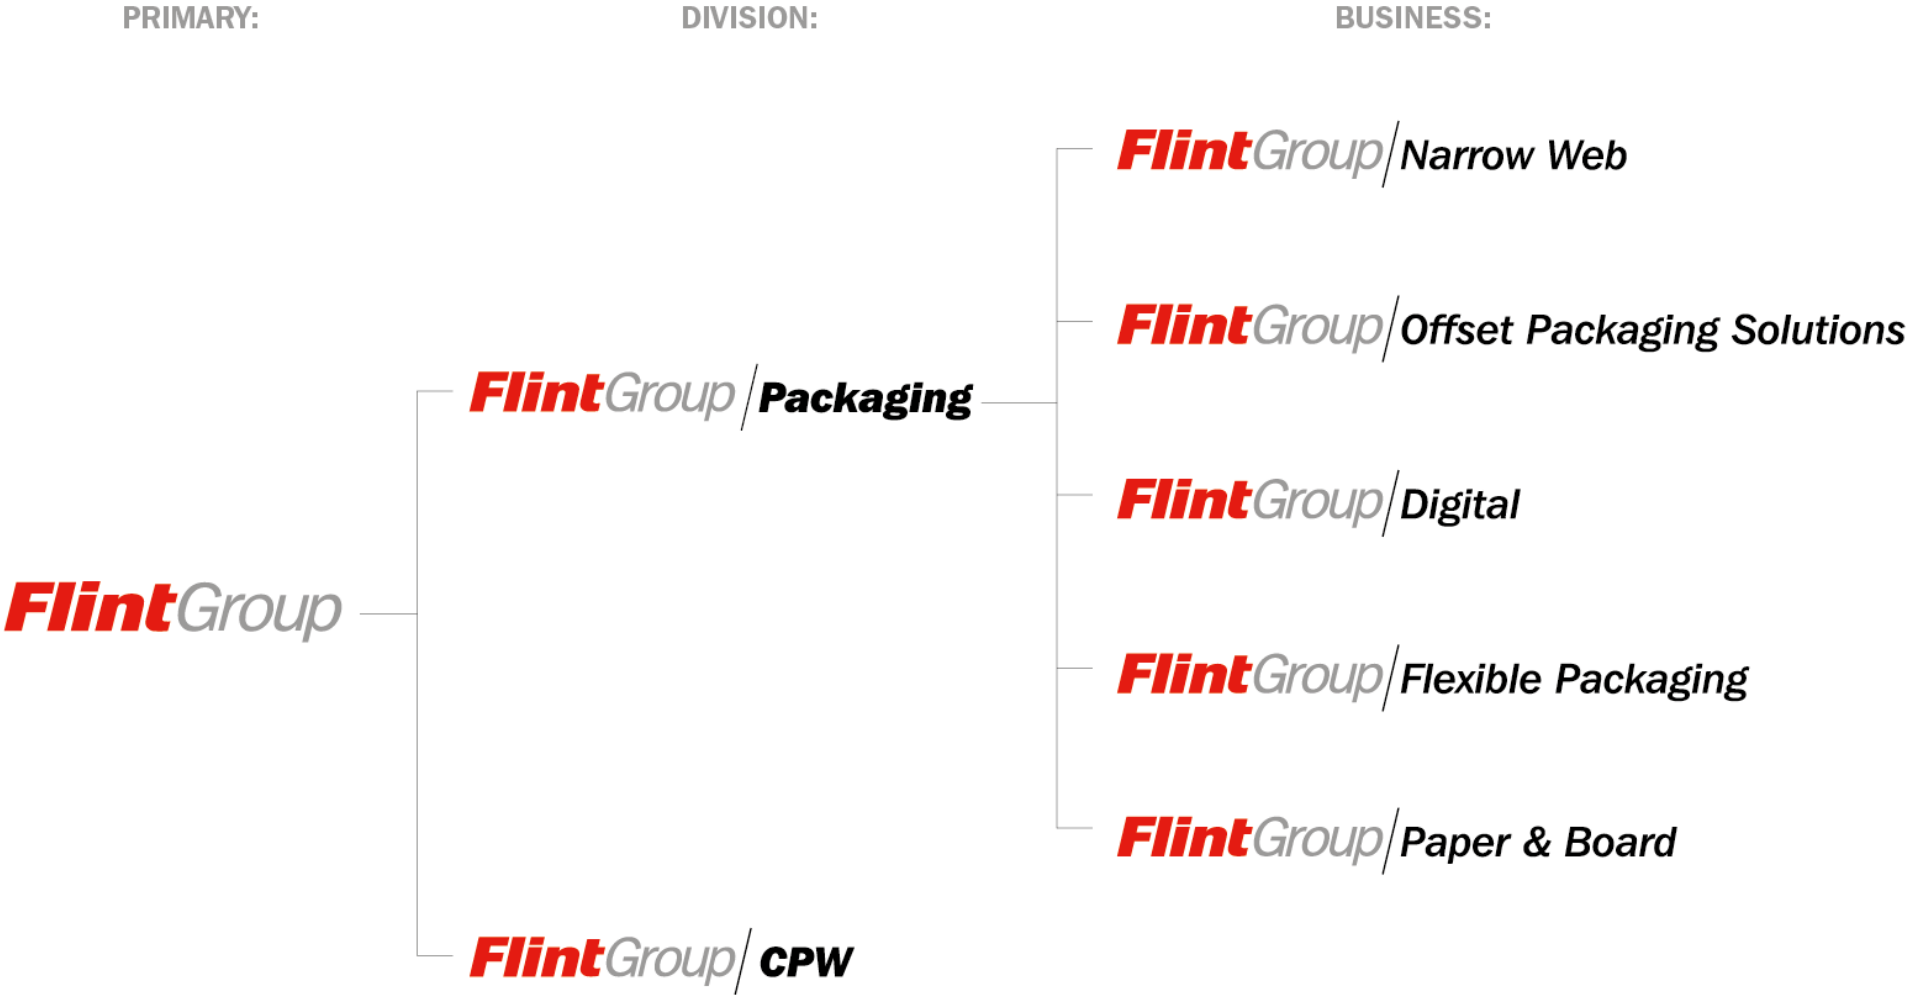 PRIMARY:
DIVISION:
BUSINESS:
FlintGroup/Narrow Web
FlintGroup/Offset Packaging Solutions
FlintGroup/Packaging
FlintGroup/Digital
FlintGroup
FlintGroup/Flexible Packaging
FlintGroup/Paper & Board
FlintGroup/CPW